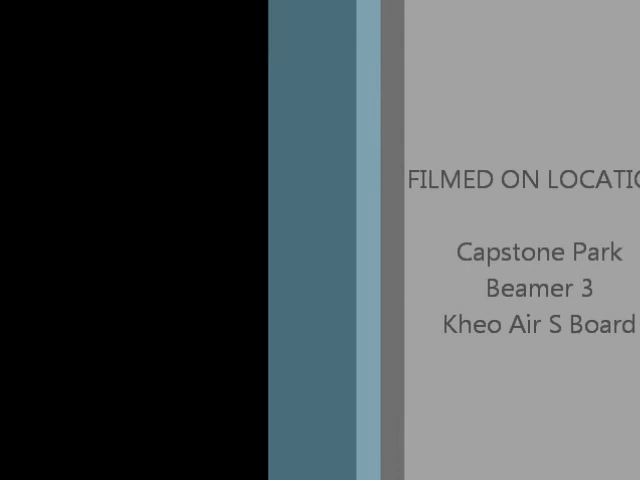 FILMED ON LOCATIO
Capstone Park
Beamer 3
Kheo Air S Board